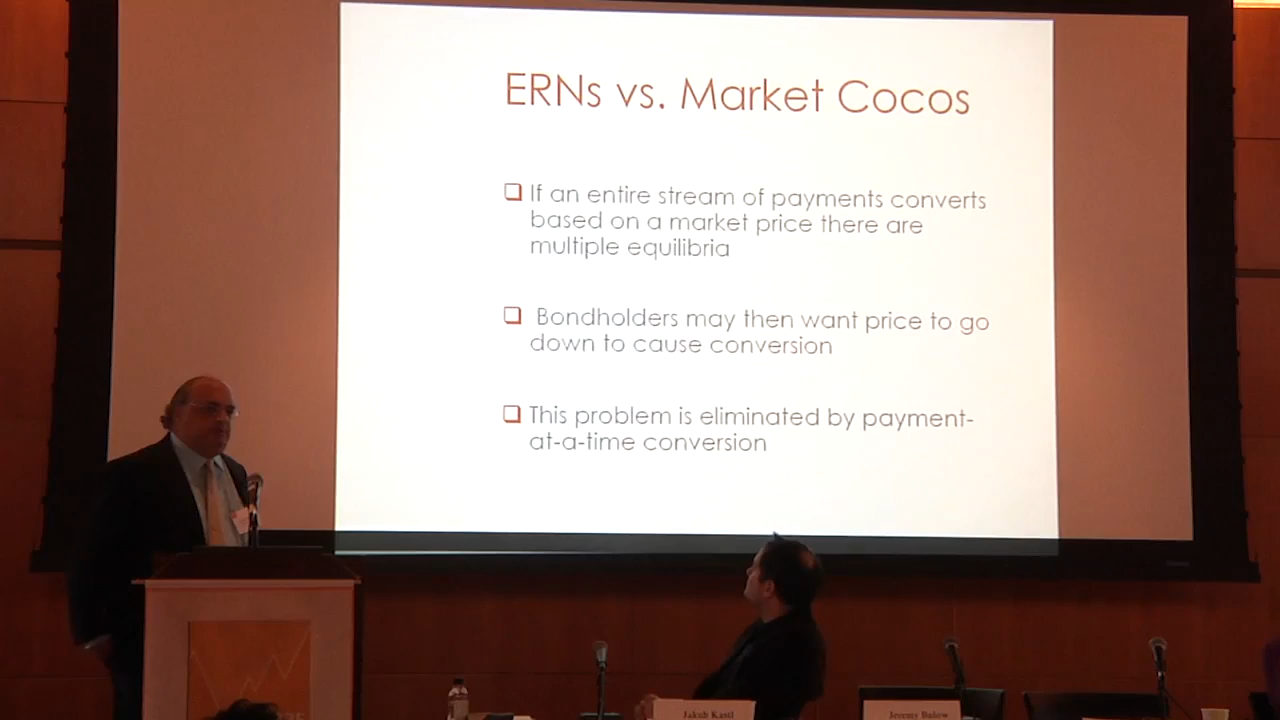 ERNs vs. Market Cocos
If an entire stream of payments converts
based on a market price there are
multiple equilibria
Bondholders may then want price to go
down to cause conversion
This problem is eliminated by payment-
at-a-time conversion
Jakub Kastl
Jeremy Bulow